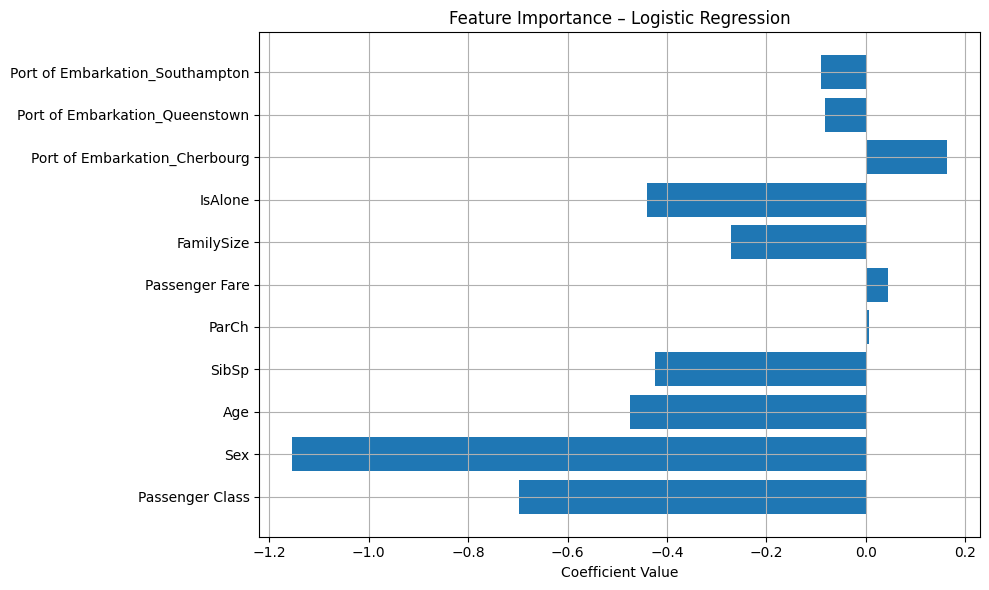 Feature Importance – Logistic Regression
Port of Embarkation_Southampton
Port of Embarkation_Queenstown
Port of Embarkation_Cherbourg
IsAlone
FamilySize
Passenger Fare
ParCh
SibSp
Age
Sex
Passenger Class
−1.2 −1.0 −0.8 −0.6 −0.4 −0.2 0.0 0.2
Coefficient Value